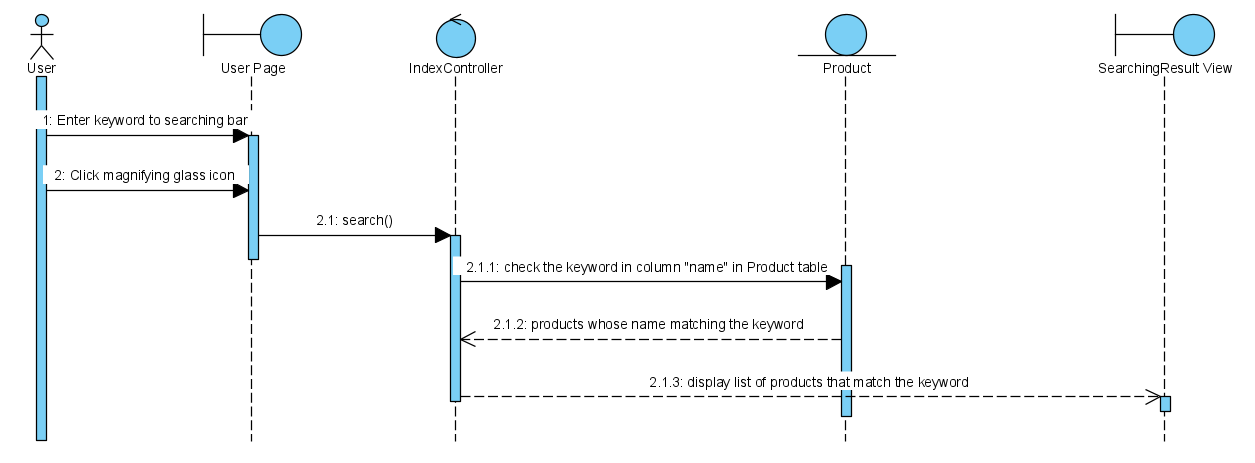 User
User Page
IndexController
Product
SearchingResult View
1: Enter keyword to searching bar
2: Click magnifying glass icon
2.1: search()
2.1.1: check the keyword in column "name" in Product table
2.1.2: products whose name matching the keyword
2.1.3: display list of products that match the keyword